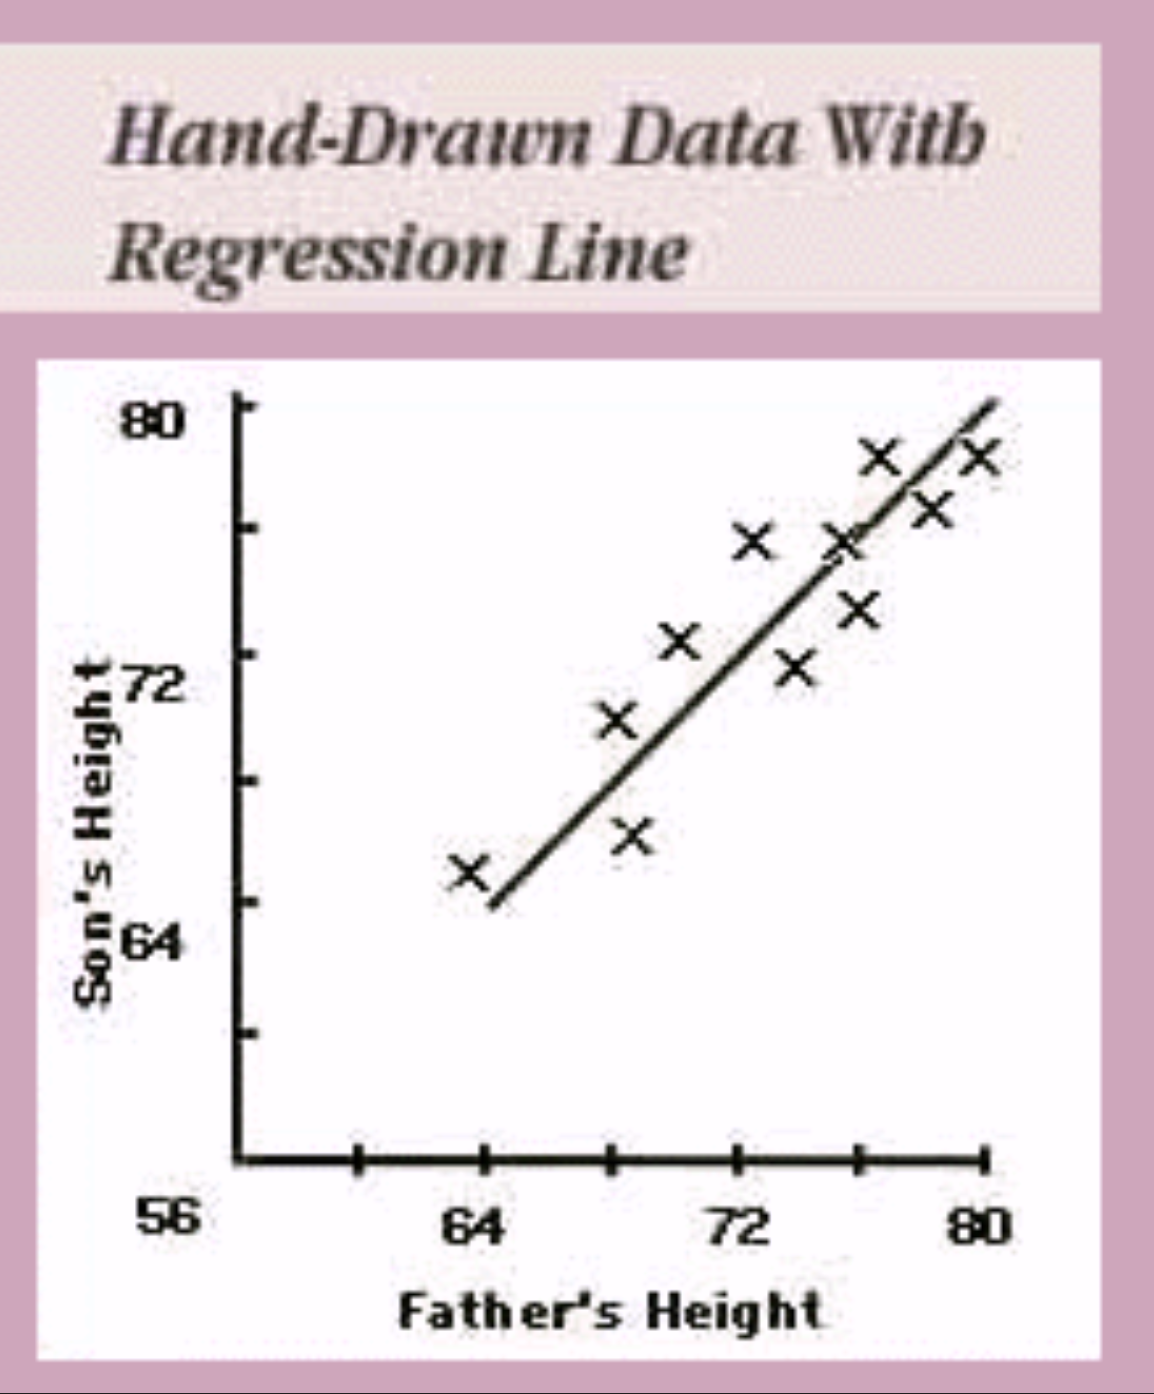 Hand-Drawn Data With
Regression Line
80
72
64
56
Son's Height
64
72
80
Father's Height